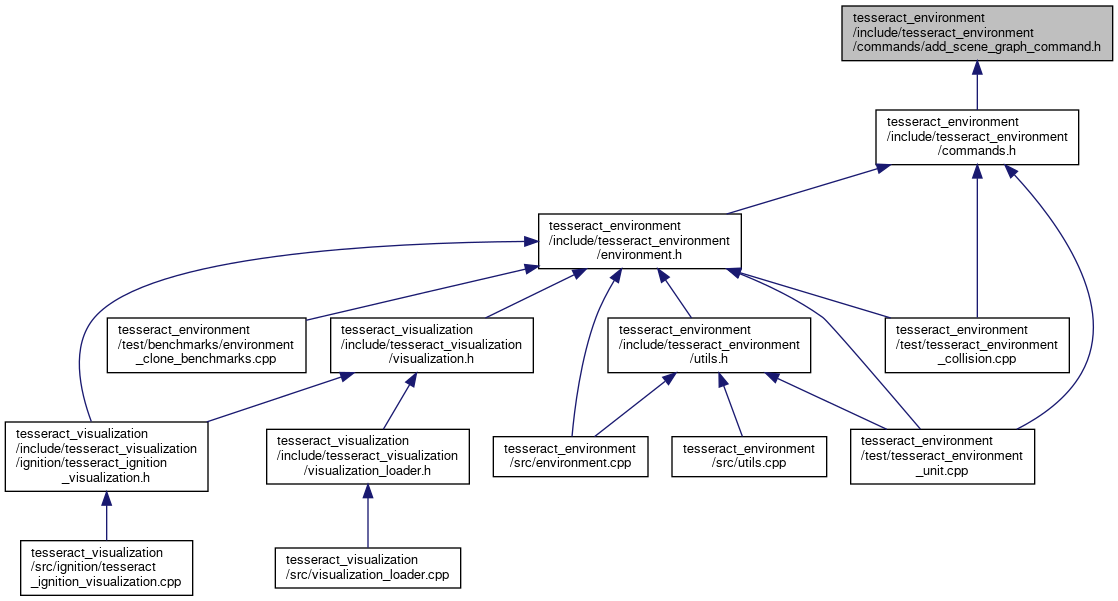 tesseract_environment
/include/tesseract_environment
/commands/add_scene_graph_command.h
tesseract_environment
/include/tesseract_environment
/commands.h
tesseract_environment
/include/tesseract_environment
/environment.h
tesseract_environment
/test/benchmarks/environment
_clone_benchmarks.cpp
tesseract_visualization
/include/tesseract_visualization
/visualization.h
tesseract_environment
/include/tesseract_environment
/utils.h
tesseract_environment
/test/tesseract_environment
_collision.cpp
tesseract_visualization
/include/tesseract_visualization
/ignition/tesseract_ignition
_visualization.h
tesseract_visualization
/include/tesseract_visualization
/visualization_loader.h
tesseract_environment
/src/environment.cpp
tesseract_environment
/src/utils.cpp
tesseract_environment
/test/tesseract_environment
_unit.cpp
tesseract_visualization
/src/ignition/tesseract
_ignition_visualization.cpp
tesseract_visualization
/src/visualization_loader.cpp